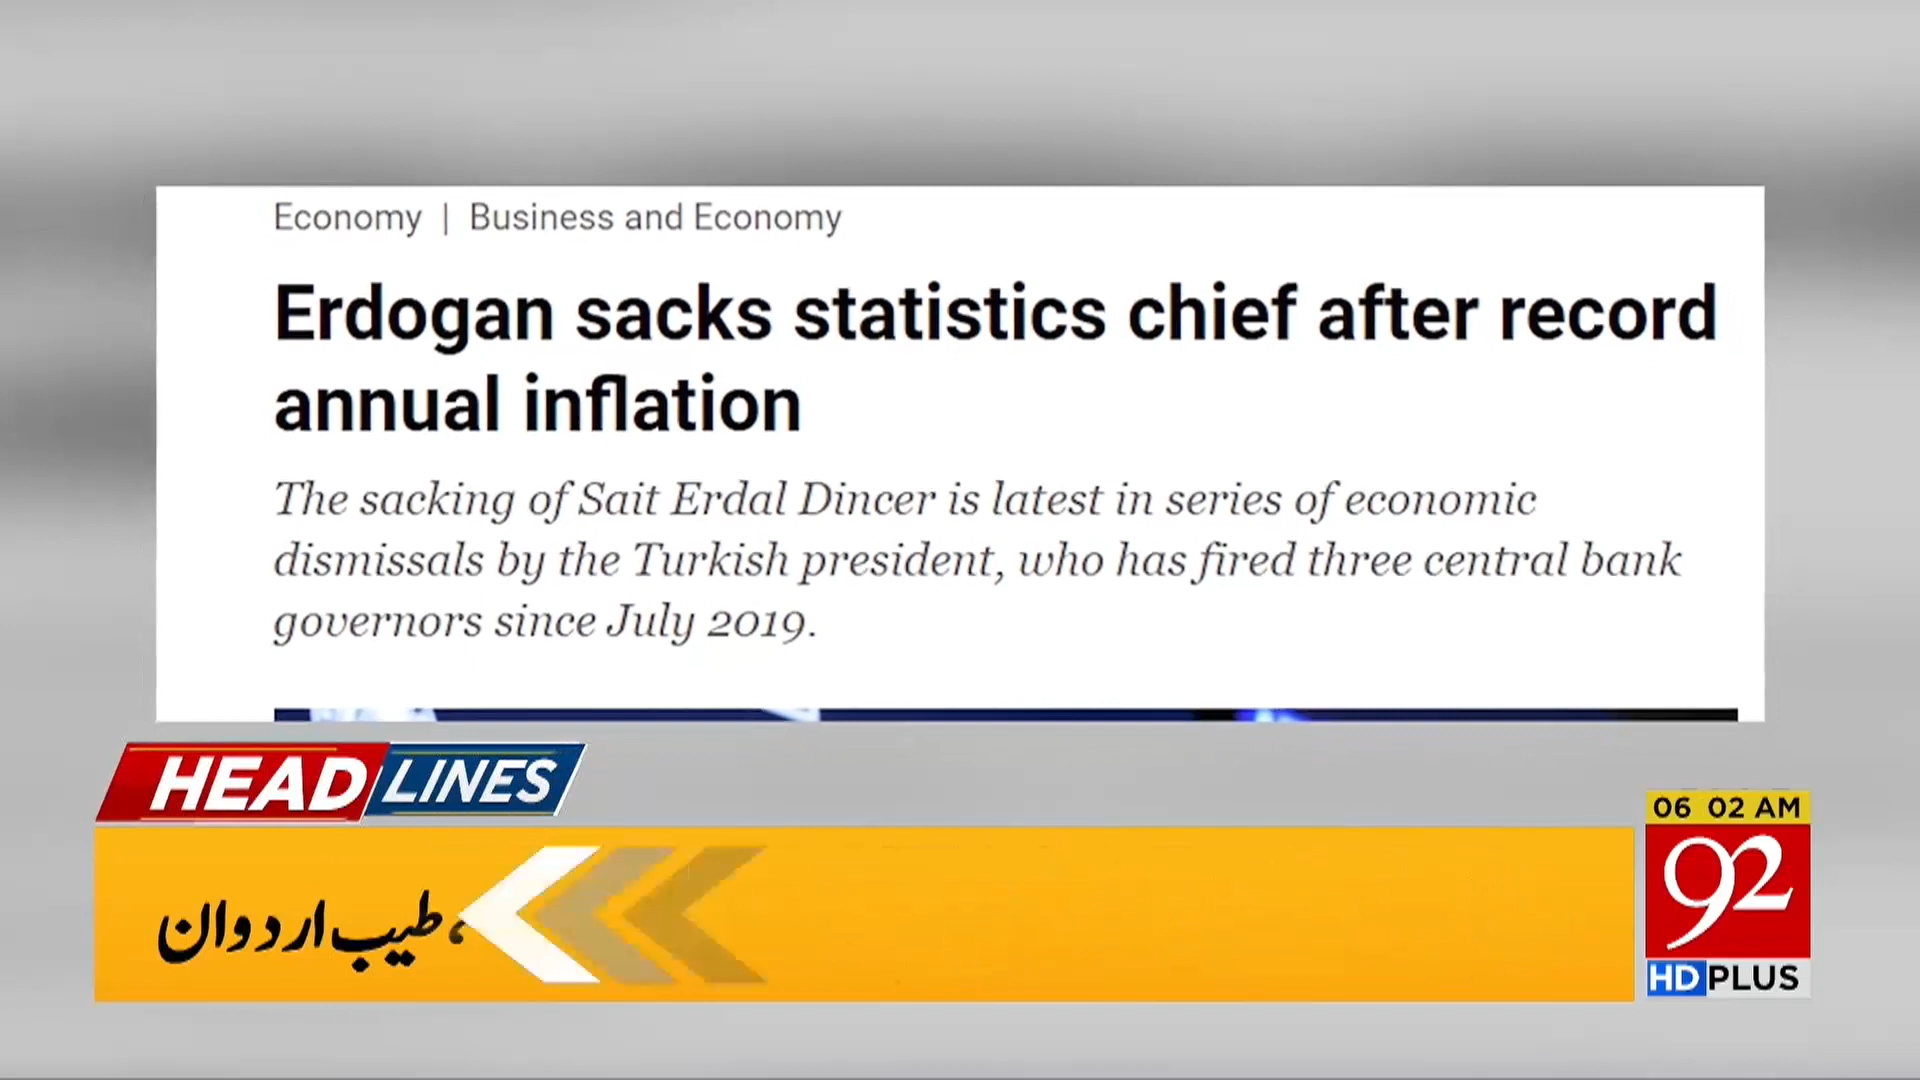 Economy | Business and Economy
Erdogan sacks statistics chief after record
annual inflation
The sacking of Sait Erdal Dincer is latest in series of economic
dismissals by the Turkish president, who has fired three central bank
governors since July 2019.
HEADLINES
06 02 AM
، طیب اردوان
92
HD PLUS